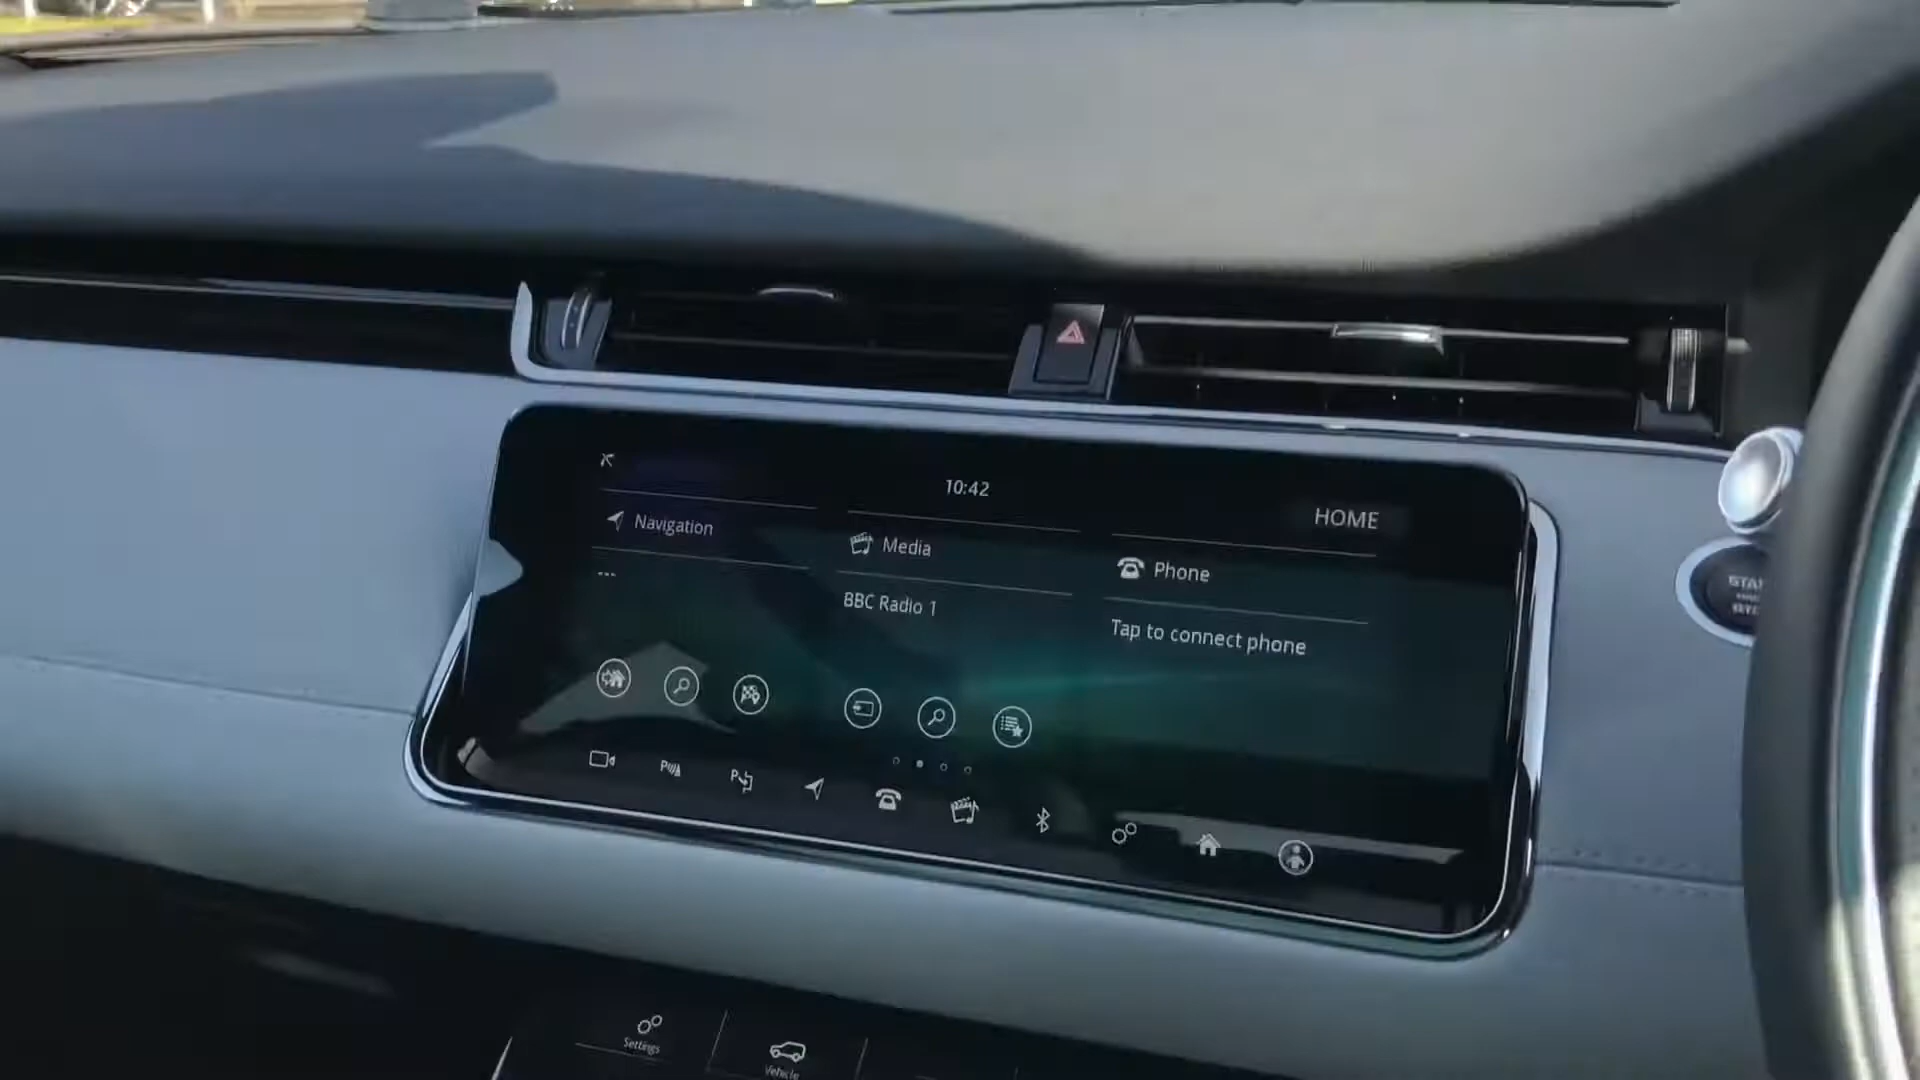 10:42
HOME
Navigation
Media
Phone
---
BBC Radio 1
Tap to connect phone
Settings
Vehicle